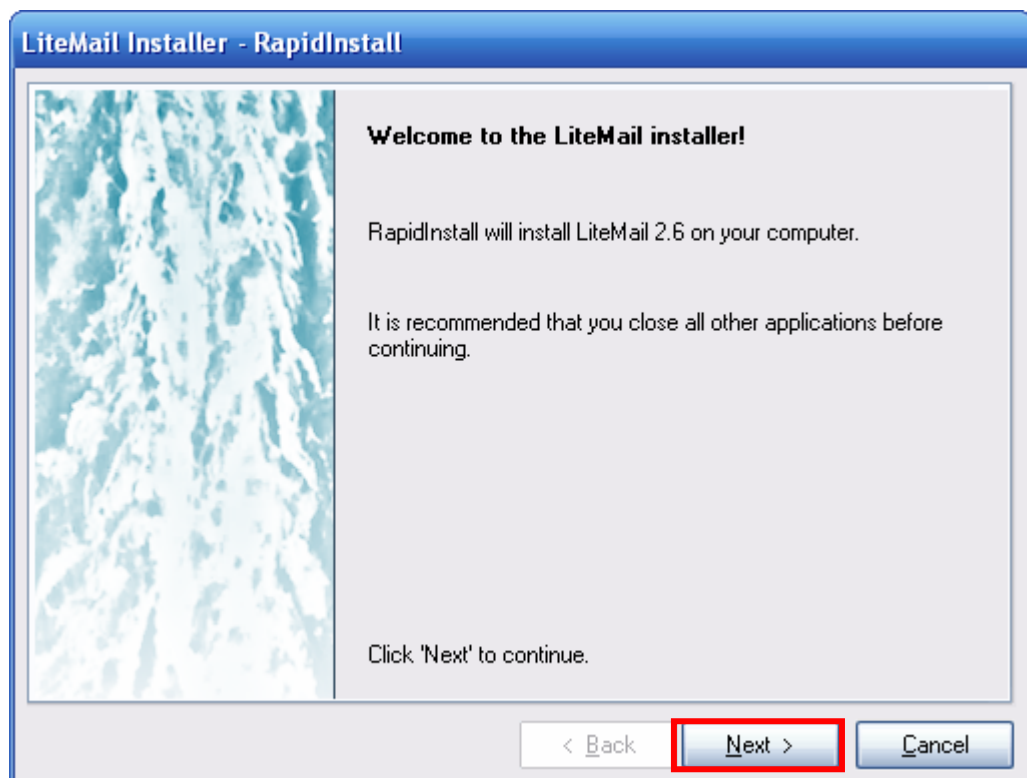 LiteMail Installer - RapidInstall
Welcome to the LiteMail installer!
RapidInstall will install LiteMail 2.6 on your computer.
It is recommended that you close all other applications before
continuing.
Click 'Next' to continue.
< Back
Next >
Cancel